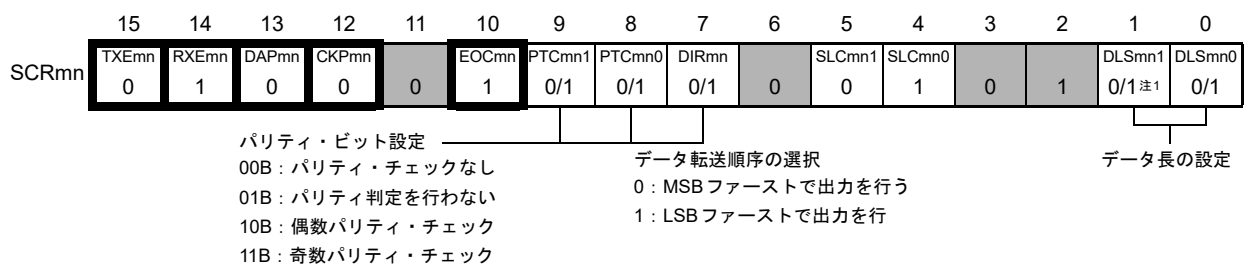 15 14 13 12 11 10 9 8 7 6 5 4 3 2 1 0
SCRmn
TXEmn RXEmn DAPmn CKPmn EOCmn PTCmn1 PTCmn0 DIRmn SLCmn1 SLCmn0 DLSmn1 DLSmn0
0 1 0 0 0 1 0/1 0/1 0/1 0 0 1 0 1 0/1注1 0/1
パリティ・ビット設定
00B：パリティ・チェックなし
01B：パリティ判定を行わない
10B：偶数パリティ・チェック
11B：奇数パリティ・チェック
データ転送順序の選択
0：MSBファーストで出力を行う
1：LSBファーストで出力を行
データ長の設定